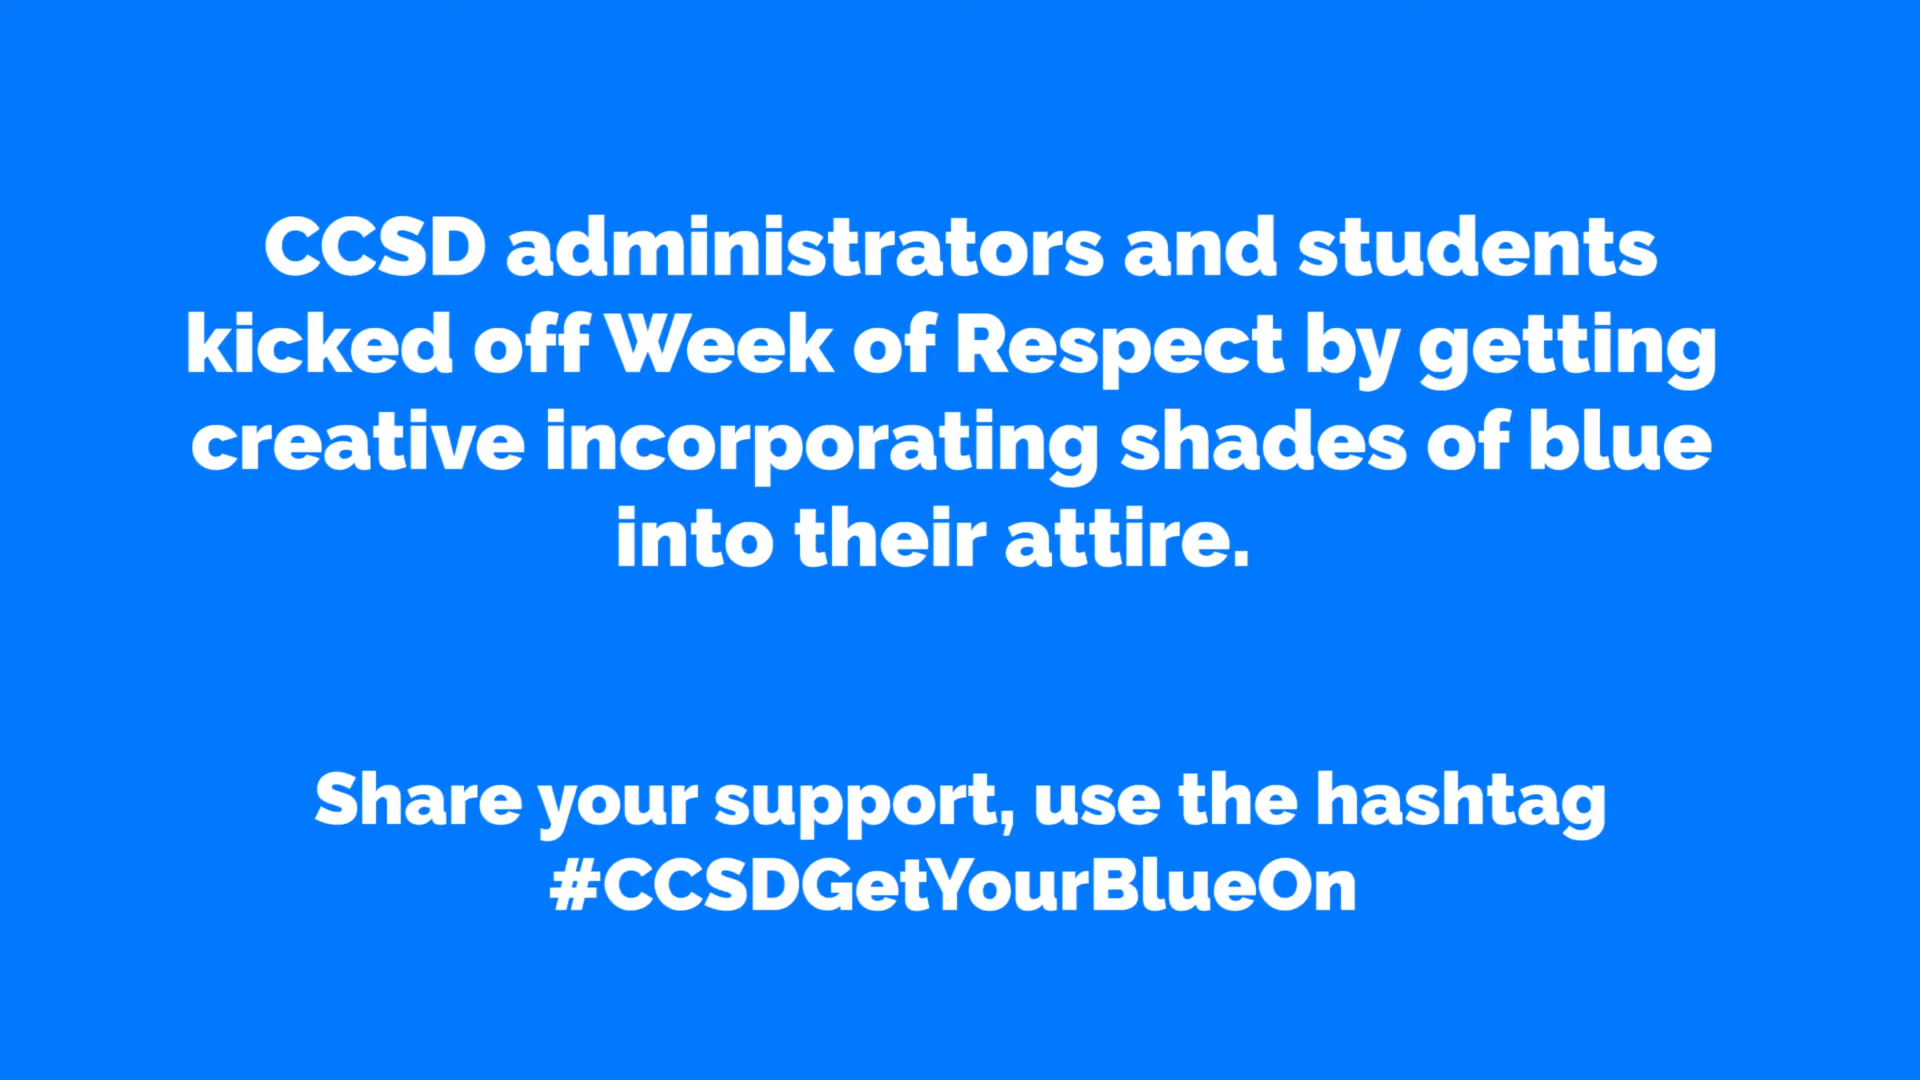 CCSD administrators and students
kicked off Week of Respect by getting
creative incorporating shades of blue
into their attire.
Share your support, use the hashtag
#CCSDGetYourBlueOn